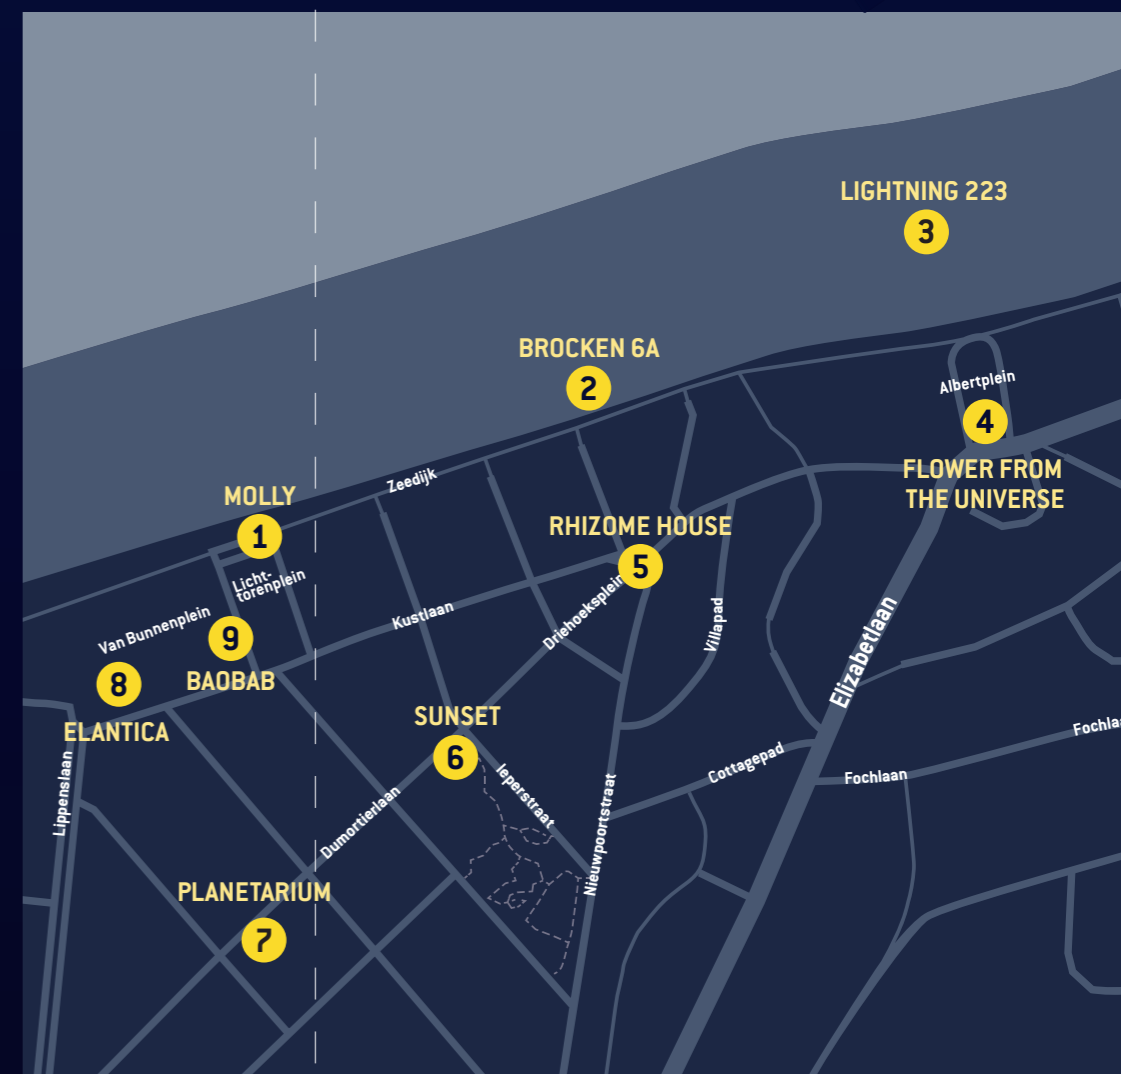 LIGHTNING 223
3
BROCKEN 6A
2
Albertplein
4
FLOWER FROM
THE UNIVERSE
Zeedijk
MOLLY
1
RHIZOME HOUSE
5
Licht-
torenplein
Kustlaan
Driehoeksplein
Villapad
Van Bunnenplein
9
BAOBAB
8
ELANTICA
Elizabetlaan
SUNSET
6
Ieperstraat
Cottagepad
Fochlaan
Fochlaa
Lippenslaan
Dumortierlaan
Nieuwpoortstraat
PLANETARIUM
7